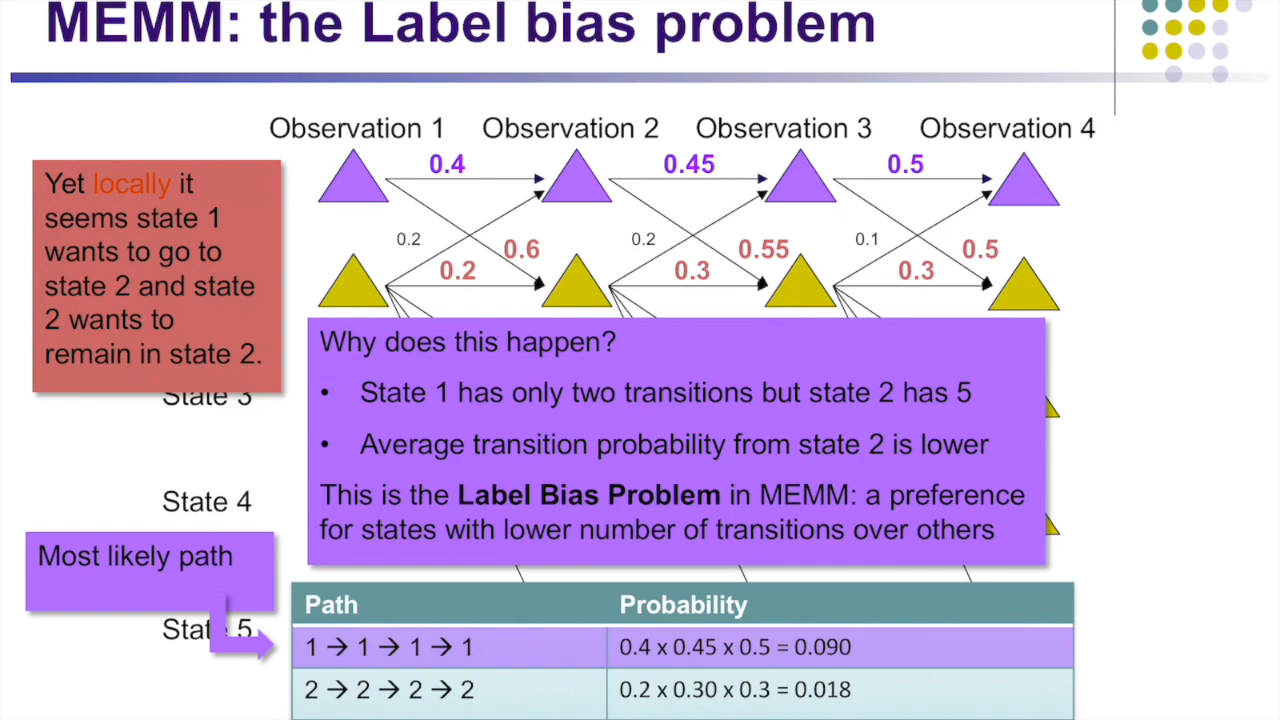 MEMM: the Label bias problem
Observation 1 Observation 2 Observation 3 Observation 4
0.4 0.45 0.5
0.2 0.6 0.2 0.55 0.1 0.5
0.2 0.3 0.3
Yet locally it
seems state 1
wants to go to
state 2 and state
2 wants to
remain in state 2.
State 3
Why does this happen?
• State 1 has only two transitions but state 2 has 5
• Average transition probability from state 2 is lower
This is the Label Bias Problem in MEMM: a preference
for states with lower number of transitions over others
State 4
Most likely path
State 5
Path Probability
1 → 1 → 1 → 1 0.4 x 0.45 x 0.5 = 0.090
2 → 2 → 2 → 2 0.2 x 0.30 x 0.3 = 0.018